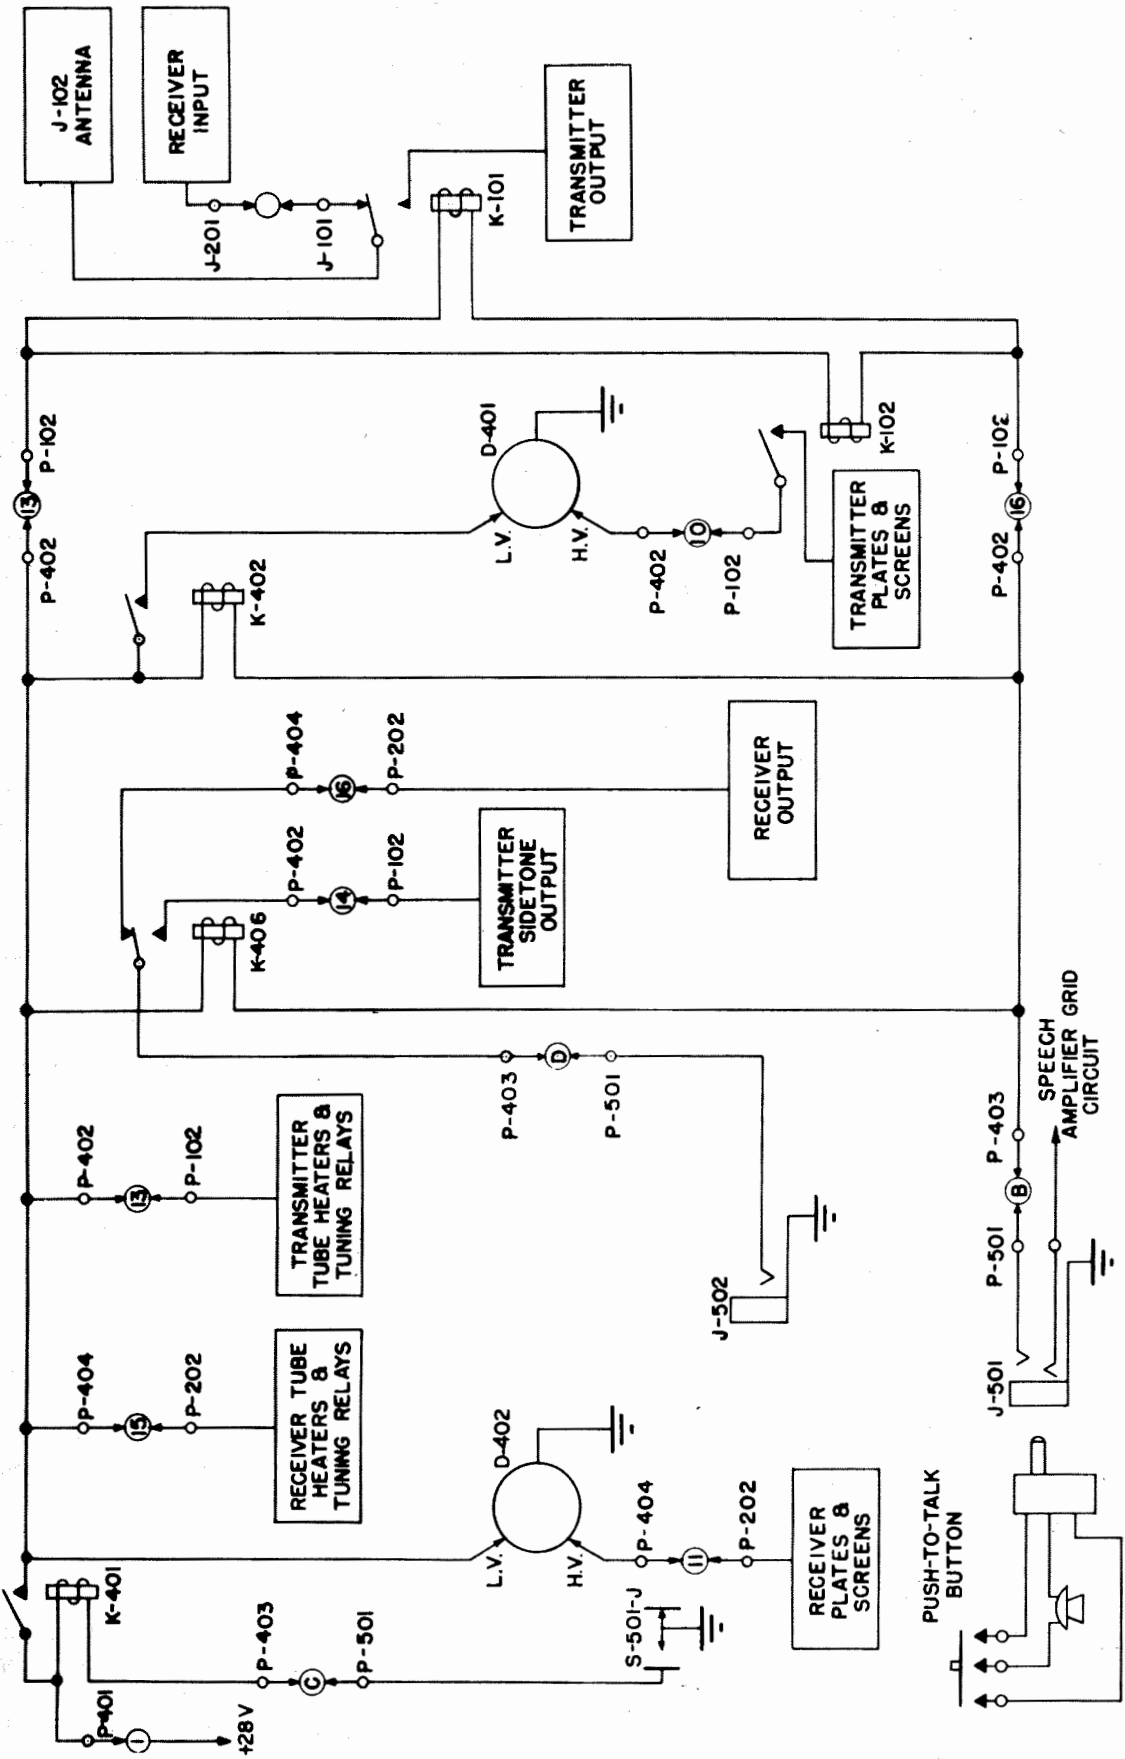 J-102
ANTENNA
RECEIVER
INPUT
J-201
J-101
K-101
TRANSMITTER
OUTPUT
P-402
13
P-102
K-402
D-401
L.V.
H.V.
P-402
10
P-102
K-102
TRANSMITTER
PLATES &
SCREENS
P-402
16
P-102
P-404
16
P-202
RECEIVER
OUTPUT
P-402
14
P-102
K-406
TRANSMITTER
SIDETONE
OUTPUT
P-403
D
P-501
J-502
P-402
13
P-102
TRANSMITTER
TUBE HEATERS &
TUNING RELAYS
P-404
15
P-202
RECEIVER TUBE
HEATERS &
TUNING RELAYS
P-501
B
P-403
SPEECH
AMPLIFIER GRID
CIRCUIT
J-501
D-402
L.V.
H.V.
P-404
11
P-202
RECEIVER
PLATES &
SCREENS
K-401
P-401
1
+28V
P-403
C
P-501
S-501-J
PUSH-TO-TALK
BUTTON